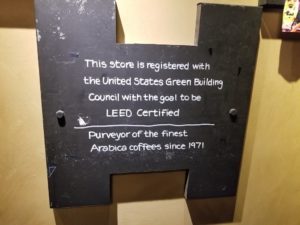 This store is registered with
the United States Green Building
Council with the goal to be
LEED Certified
Purveyor of the finest
Arabica coffees since 1971